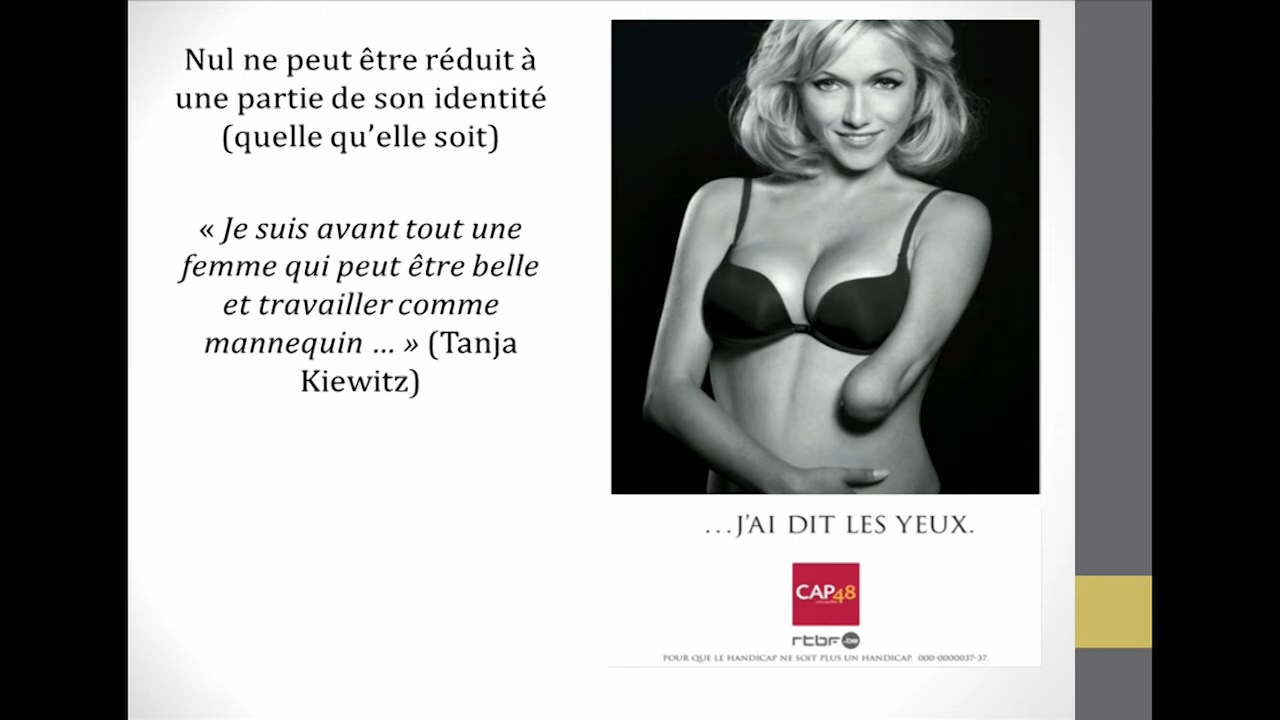 Nul ne peut être réduit à
une partie de son identité
(quelle qu’elle soit)
« Je suis avant tout une
femme qui peut être belle
et travailler comme
mannequin … » (Tanja
Kiewitz)
…J’AI DIT LES YEUX.
CAP48
rtbf.be
POUR QUE LE HANDICAP NE SOIT PLUS UN HANDICAP. 000-0000037-37.